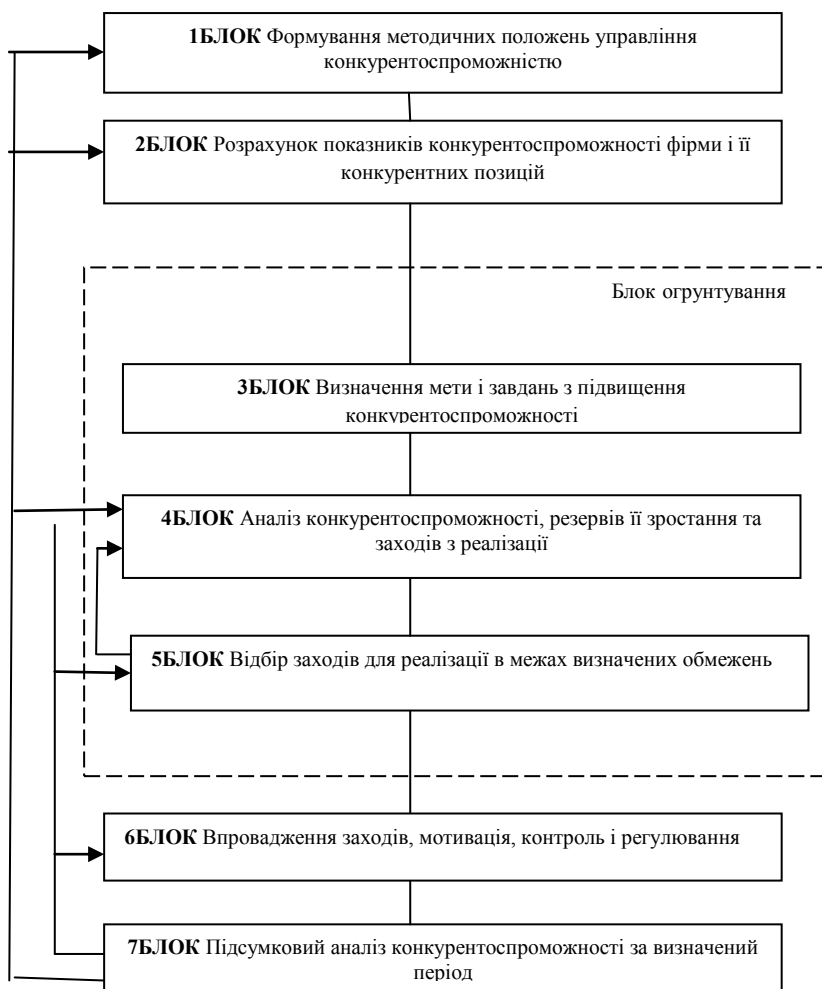 1БЛОК Формування методичних положень управління
конкурентоспроможністю
2БЛОК Розрахунок показників конкурентоспроможності фірми і її
конкурентних позицій
Блок огрунтування
3БЛОК Визначення мети і завдань з підвищення
конкурентоспроможності
4БЛОК Аналіз конкурентоспроможності, резервів її зростання та
заходів з реалізації
5БЛОК Відбір заходів для реалізації в межах визначених обмежень
6БЛОК Впровадження заходів, мотивація, контроль і регулювання
7БЛОК Підсумковий аналіз конкурентоспроможності за визначений
період